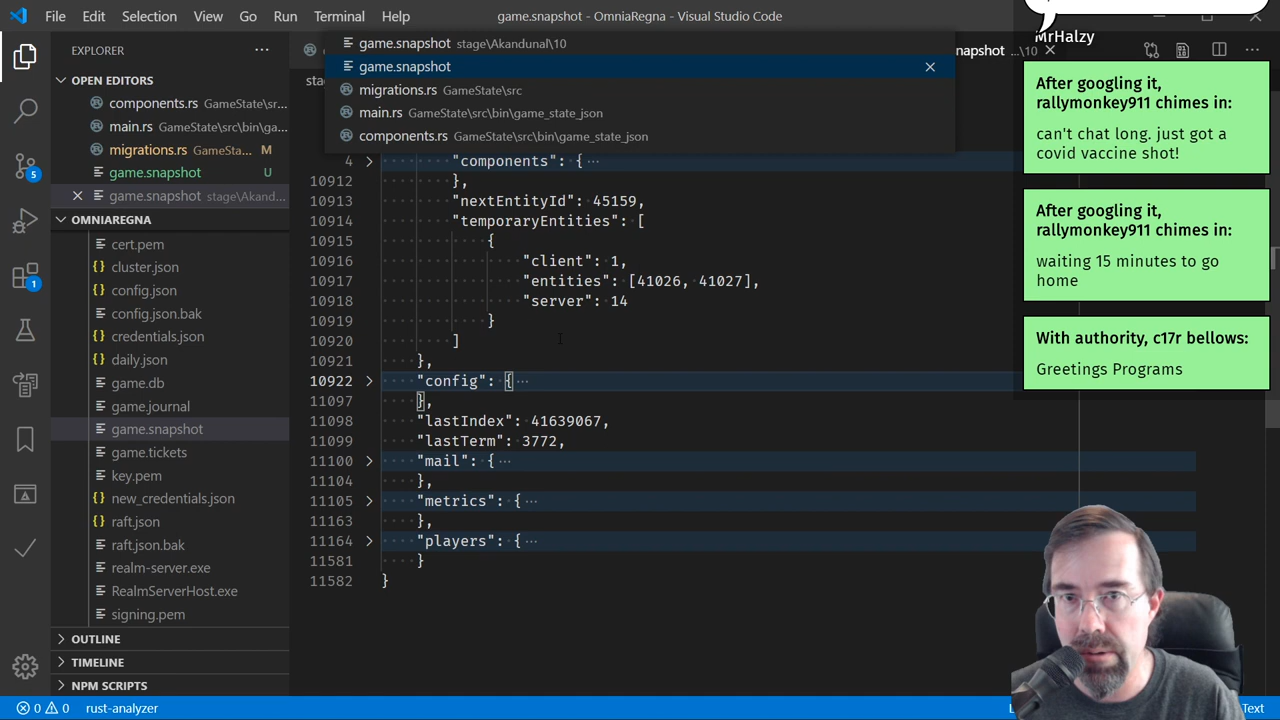 File Edit Selection View Go Run Terminal Help
game.snapshot - OmniaRegna - Visual Studio Code
EXPLORER
OPEN EDITORS
components.rs GameState\sr...
main.rs GameState\src\bin\ga...
migrations.rs GameSta... M
game.snapshot U
game.snapshot stage\Akand...
OMNIAREGNA
cert.pem
cluster.json
config.json
config.json.bak
credentials.json
daily.json
game.db
game.journal
game.snapshot
game.tickets
key.pem
new_credentials.json
raft.json
raft.json.bak
realm-server.exe
RealmServerHost.exe
signing.pem
OUTLINE
TIMELINE
NPM SCRIPTS
5
1
game.snapshot stage\Akandunal\10
game.snapshot
migrations.rs GameState\src
main.rs GameState\src\bin\game_state_json
components.rs GameState\src\bin\game_state_json
napshot ...\10
sta
4 "components": { ...
10912 },
10913 "nextEntityId": 45159,
10914 "temporaryEntities": [
10915 {
10916 "client": 1,
10917 "entities": [41026, 41027],
10918 "server": 14
10919 }
10920 ]
10921 },
10922 "config": { ...
11097 },
11098 "lastIndex": 41639067,
11099 "lastTerm": 3772,
11100 "mail": { ...
11104 },
11105 "metrics": { ...
11163 },
11164 "players": { ...
11581 }
11582 }
MrHalzy
After googling it,
rallymonkey911 chimes in:
can't chat long. just got a
covid vaccine shot!
After googling it,
rallymonkey911 chimes in:
waiting 15 minutes to go
home
With authority, c17r bellows:
Greetings Programs
0 0 rust-analyzer
Text